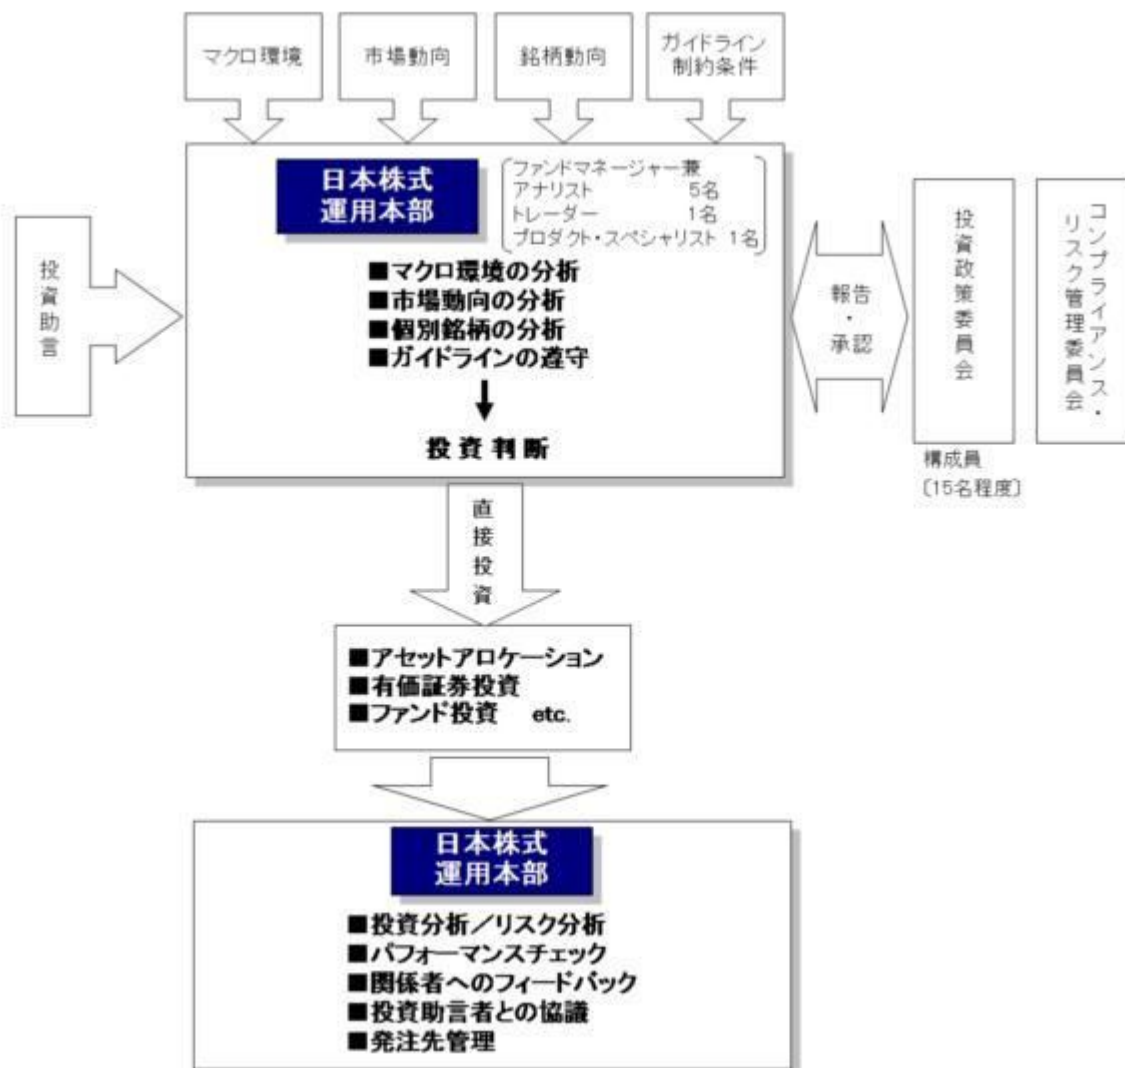 マクロ環境
市場動向
銘柄動向
ガイドライン
制約条件
日本株式
運用本部
ファンドマネージャー兼
アナリスト 5名
トレーダー 1名
プロダクト・スペシャリスト 1名
■マクロ環境の分析
■市場動向の分析
■個別銘柄の分析
■ガイドラインの遵守
投資判断
投資助言
報告
・
承認
投資政策委員会
コンプライアンス・
リスク管理委員会
構成員
〔15名程度〕
直接投資
■アセットアロケーション
■有価証券投資
■ファンド投資 etc.
日本株式
運用本部
■投資分析／リスク分析
■パフォーマンスチェック
■関係者へのフィードバック
■投資助言者との協議
■発注先管理